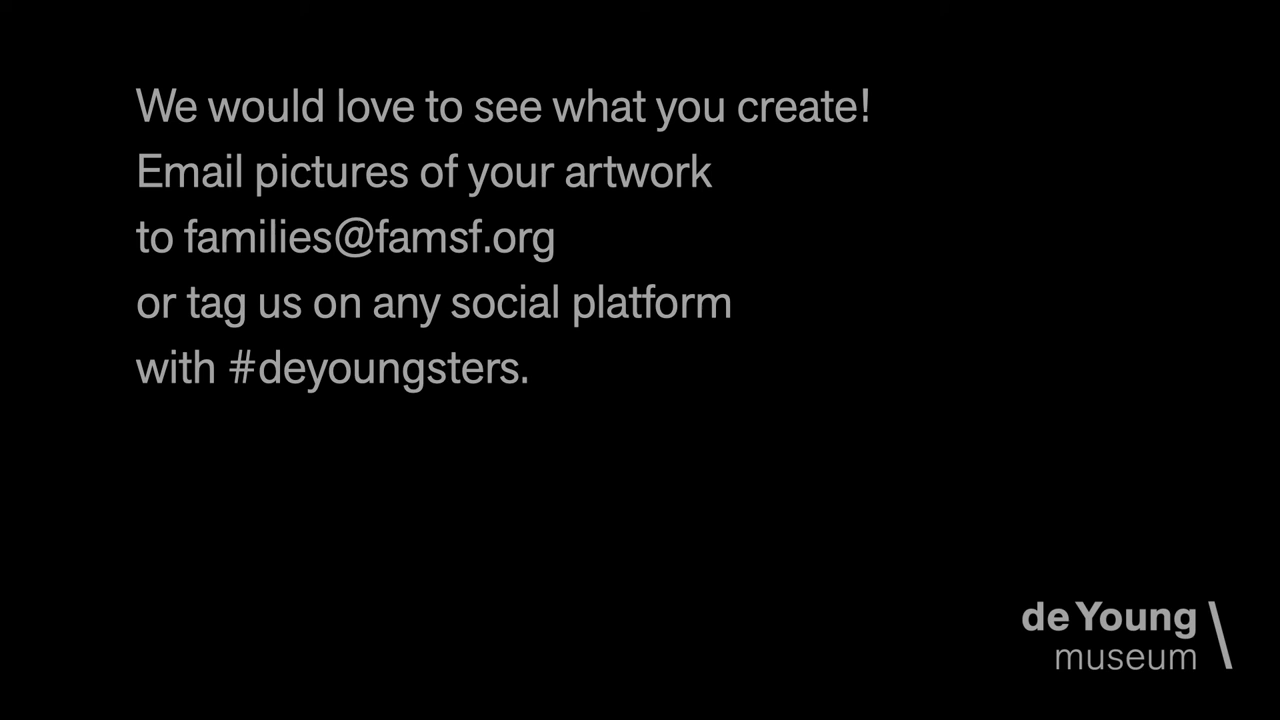 We would love to see what you create!
Email pictures of your artwork
to families@famsf.org
or tag us on any social platform
with #deyoungsters.
de Young
museum